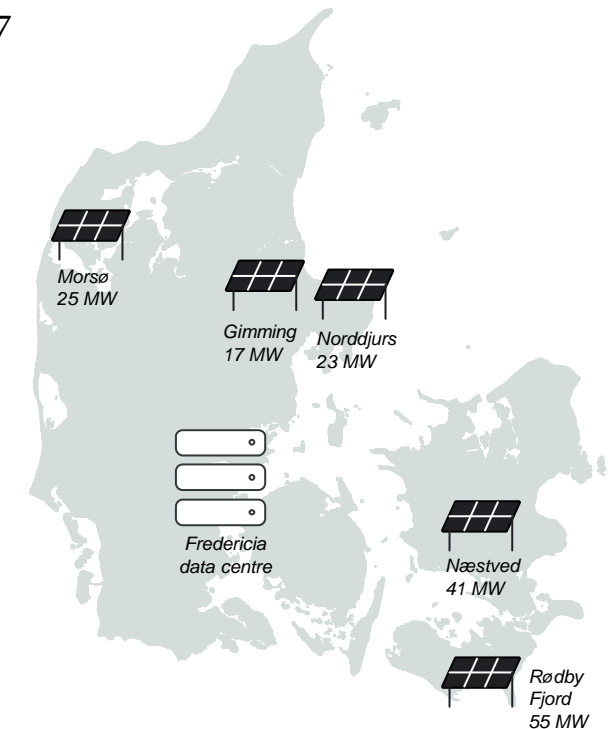 7
Morsø
25 MW
Gimming
17 MW
Norddjurs
23 MW
Fredericia
data centre
Næstved
41 MW
Rødby
Fjord
55 MW